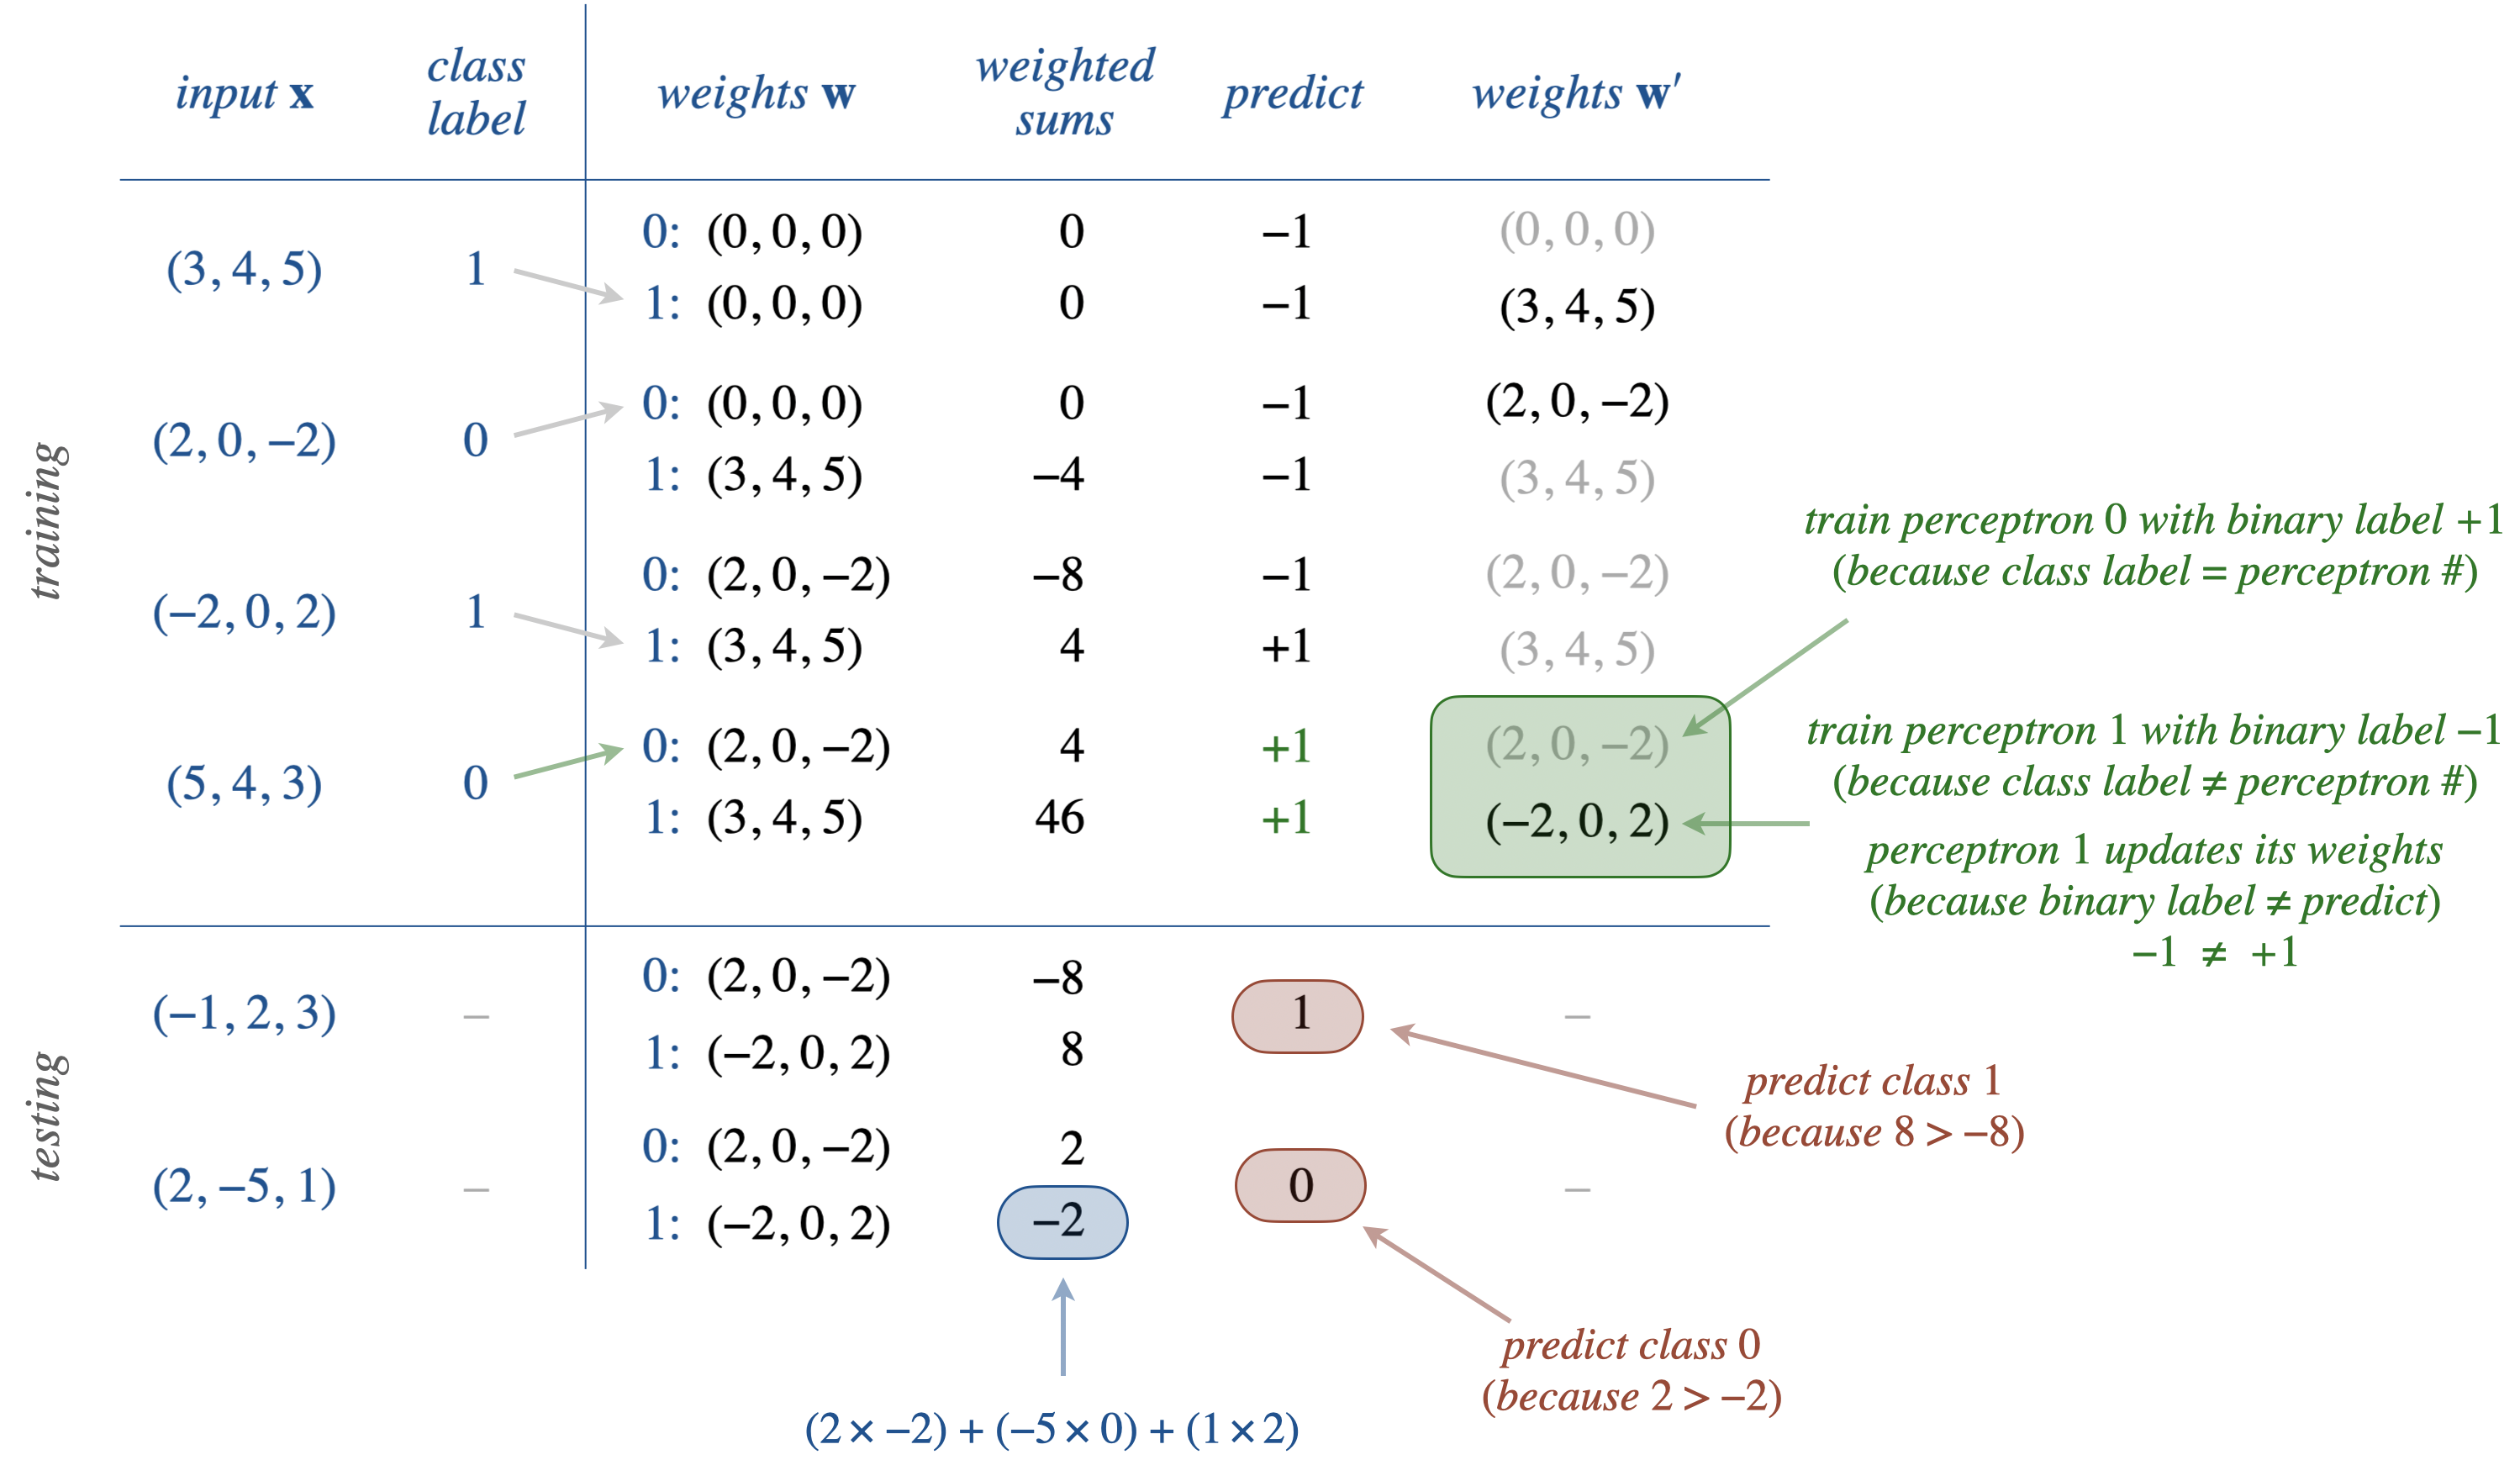 input x class label weights w weighted sums predict weights w′
training
(3, 4, 5) 1 0: (0, 0, 0) 0 −1 (0, 0, 0)
1: (0, 0, 0) 0 −1 (3, 4, 5)
(2, 0, −2) 0 0: (0, 0, 0) 0 −1 (2, 0, −2)
1: (3, 4, 5) −4 −1 (3, 4, 5)
(−2, 0, 2) 1 0: (2, 0, −2) −8 −1 (2, 0, −2)
1: (3, 4, 5) 4 +1 (3, 4, 5)
(5, 4, 3) 0 0: (2, 0, −2) 4 +1 (2, 0, −2)
1: (3, 4, 5) 46 +1 (−2, 0, 2)
train perceptron 0 with binary label +1
(because class label = perceptron #)
train perceptron 1 with binary label −1
(because class label ≠ perceptron #)
perceptron 1 updates its weights
(because binary label ≠ predict)
−1 ≠ +1
testing
(−1, 2, 3) – 0: (2, 0, −2) −8 1 –
1: (−2, 0, 2) 8
(2, −5, 1) – 0: (2, 0, −2) 2 0 –
1: (−2, 0, 2) −2
predict class 1
(because 8 > −8)
predict class 0
(because 2 > −2)
(2 × −2) + (−5 × 0) + (1 × 2)